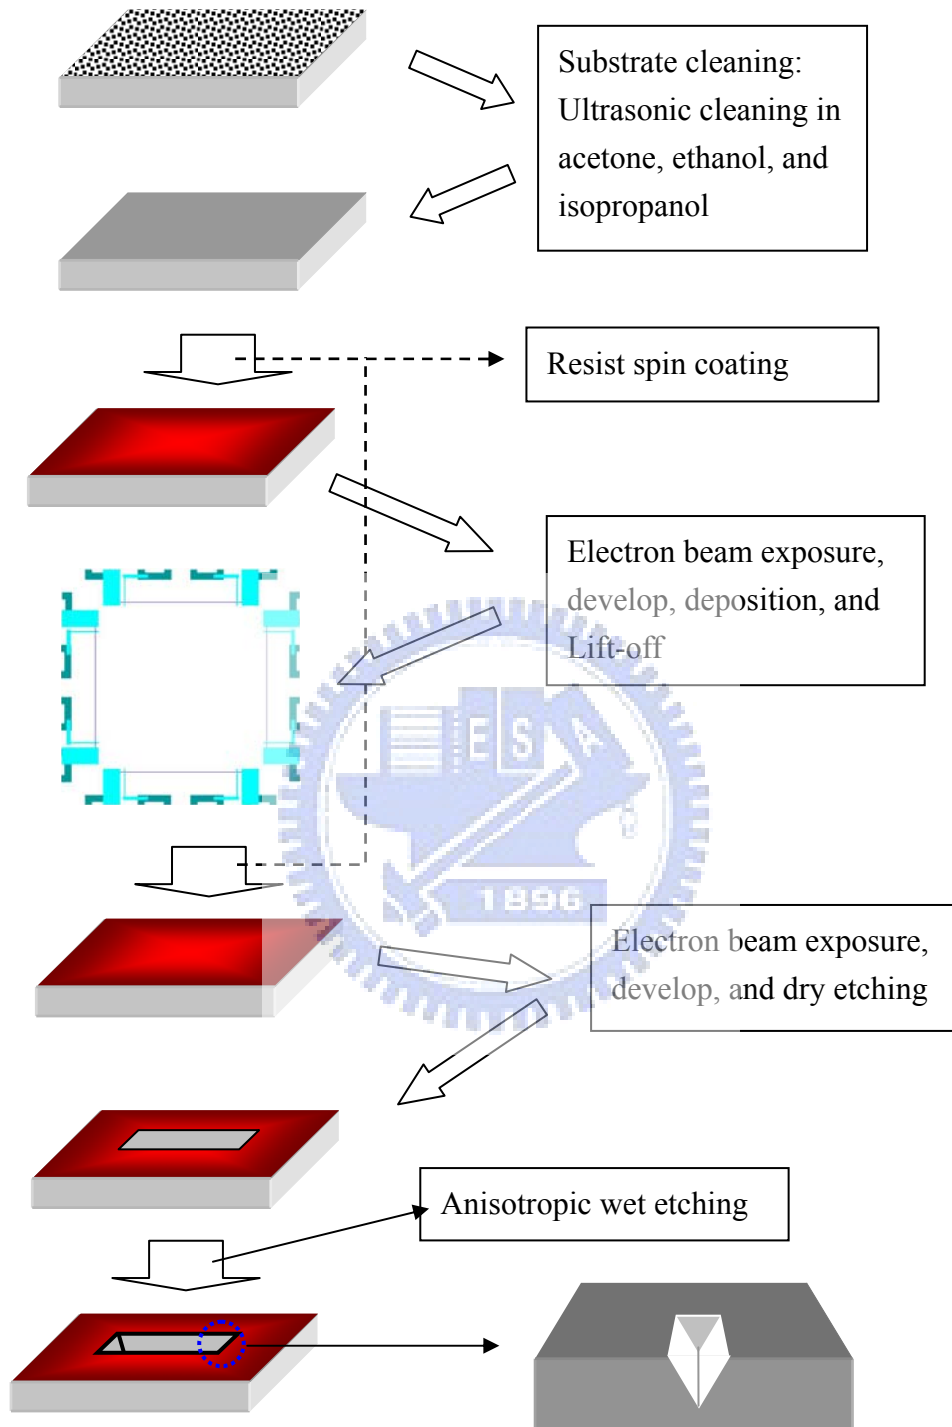 Substrate cleaning:
Ultrasonic cleaning in
acetone, ethanol, and
isopropanol
Resist spin coating
Electron beam exposure,
develop, deposition, and
Lift-off
E S A
1896
Electron beam exposure,
develop, and dry etching
Anisotropic wet etching